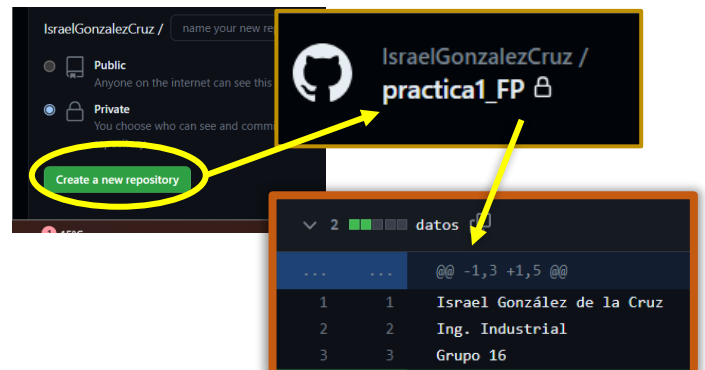 IsraelGonzalezCruz / name your new re
Public
Anyone on the internet can see this
Private
You choose who can see and comm
Create a new repository
IsraelGonzalezCruz /
practica1_FP
2 datos
... ... @@ -1,3 +1,5 @@
1 1 Israel González de la Cruz
2 2 Ing. Industrial
3 3 Grupo 16